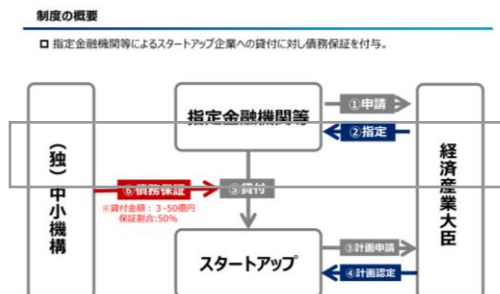 制度の概要
指定金融機関等によるスタートアップ企業への貸付に対し債務保証を付与。
指定金融機関等
①申請
②指定
(独)中小機構
経済産業大臣
⑥債務保証
⑤貸付
※貸付金額：3-50億円
保証割合:50%
スタートアップ
③計画申請
④計画認定